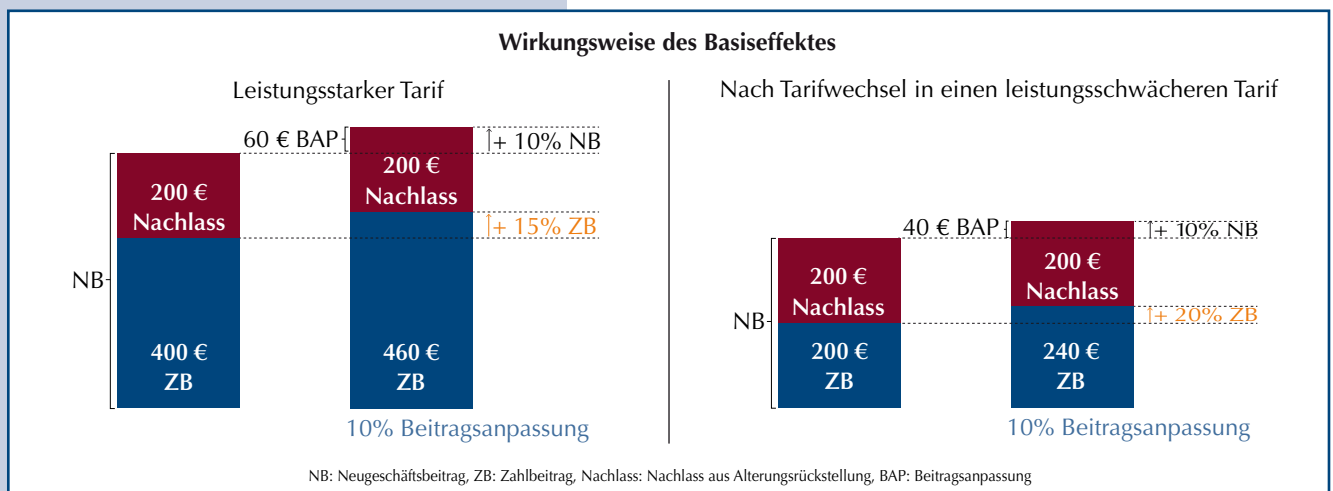 Wirkungsweise des Basiseffektes
Leistungsstarker Tarif
60 € BAP
+ 10% NB
200 €
Nachlass
200 €
Nachlass
+ 15% ZB
NB
400 €
ZB
460 €
ZB
10% Beitragsanpassung
Nach Tarifwechsel in einen leistungsschwächeren Tarif
40 € BAP
+ 10% NB
200 €
Nachlass
200 €
Nachlass
+ 20% ZB
NB
200 €
ZB
240 €
ZB
10% Beitragsanpassung
NB: Neugeschäftsbeitrag, ZB: Zahlbeitrag, Nachlass: Nachlass aus Alterungsrückstellung, BAP: Beitragsanpassung